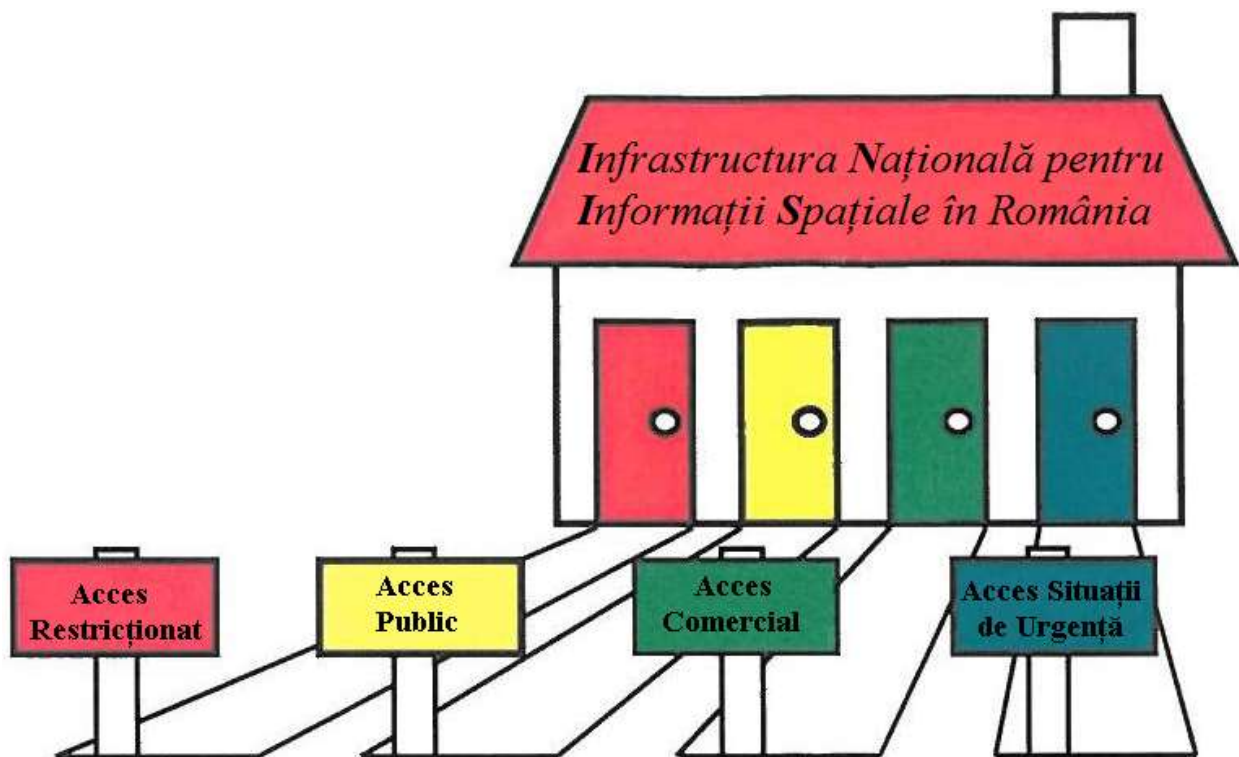 Infrastructura Națională pentru
Informații Spațiale în România
Acces
Restricționat
Acces
Public
Acces
Comercial
Acces Situații
de Urgență